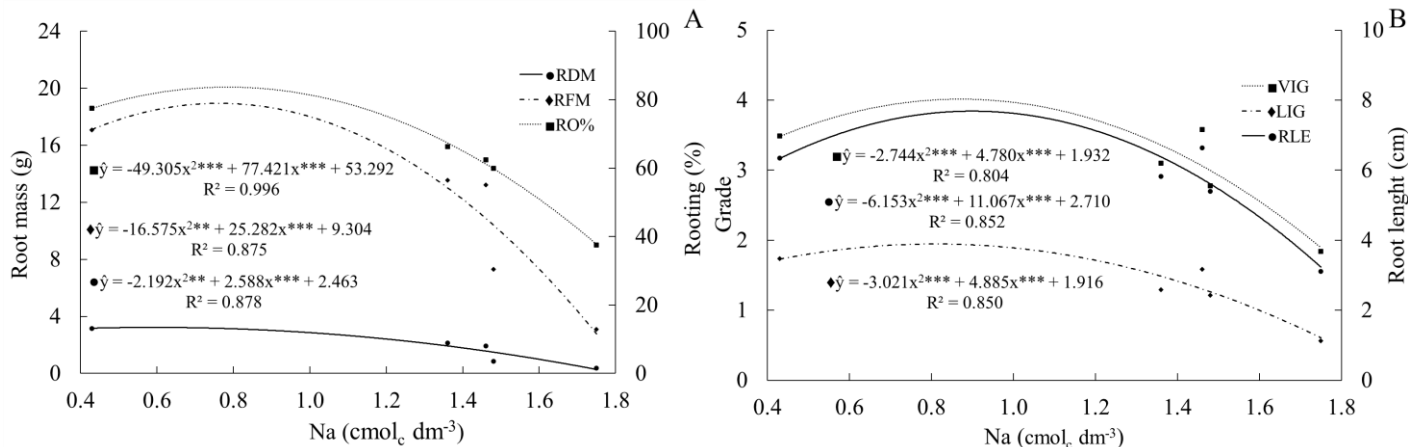 A
Root mass (g)
24
20
16
12
8
4
0
100
80
60
40
20
0
Rooting (%)
RDM
RFM
RO%
ŷ = -49.305x²*** + 77.421x*** + 53.292
R² = 0.996
ŷ = -16.575x²** + 25.282x*** + 9.304
R² = 0.875
ŷ = -2.192x²** + 2.588x*** + 2.463
R² = 0.878
0.4 0.6 0.8 1.0 1.2 1.4 1.6 1.8
Na (cmolc dm⁻³)
B
Grade
5
4
3
2
1
0
10
8
6
4
2
0
Root lenght (cm)
VIG
LIG
RLE
ŷ = -2.744x²*** + 4.780x*** + 1.932
R² = 0.804
ŷ = -6.153x²*** + 11.067x*** + 2.710
R² = 0.852
ŷ = -3.021x²*** + 4.885x*** + 1.916
R² = 0.850
0.4 0.6 0.8 1.0 1.2 1.4 1.6 1.8
Na (cmolc dm⁻³)